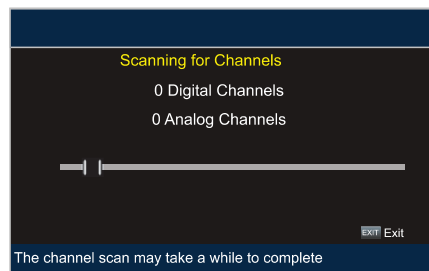 Scanning for Channels
0 Digital Channels
0 Analog Channels
EXIT Exit
The channel scan may take a while to complete